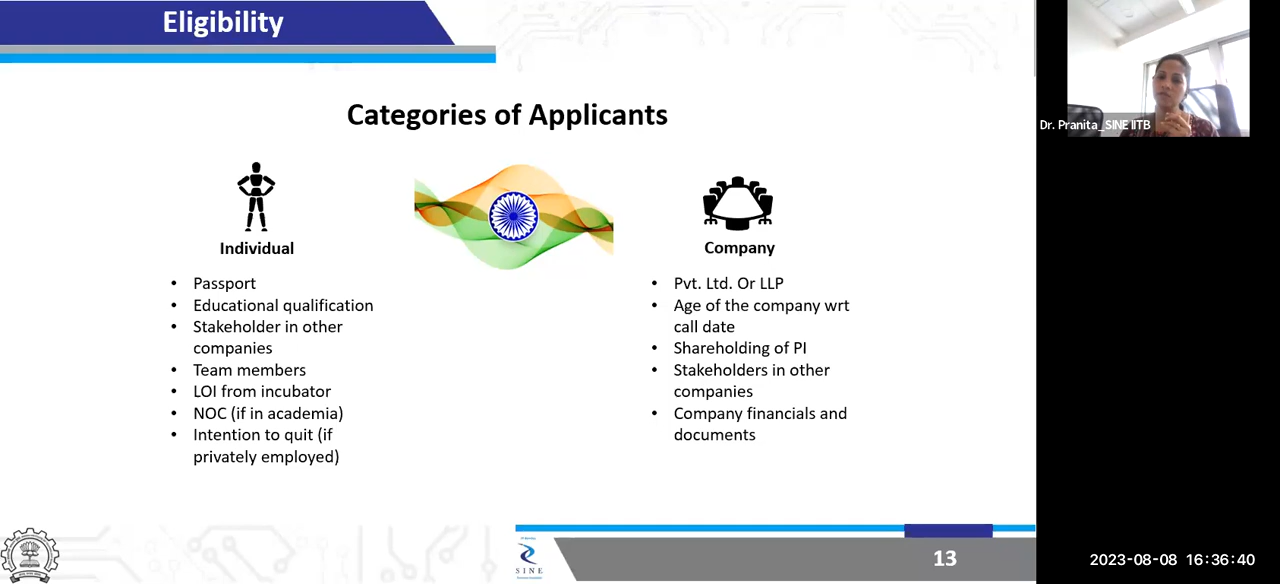 Eligibility
Categories of Applicants
Individual
• Passport
• Educational qualification
• Stakeholder in other
companies
• Team members
• LOI from incubator
• NOC (if in academia)
• Intention to quit (if
privately employed)
Company
• Pvt. Ltd. Or LLP
• Age of the company wrt
call date
• Shareholding of PI
• Stakeholders in other
companies
• Company financials and
documents
SINE
13
Dr. Pranita_SINE IITB
2023-08-08 16:36:40